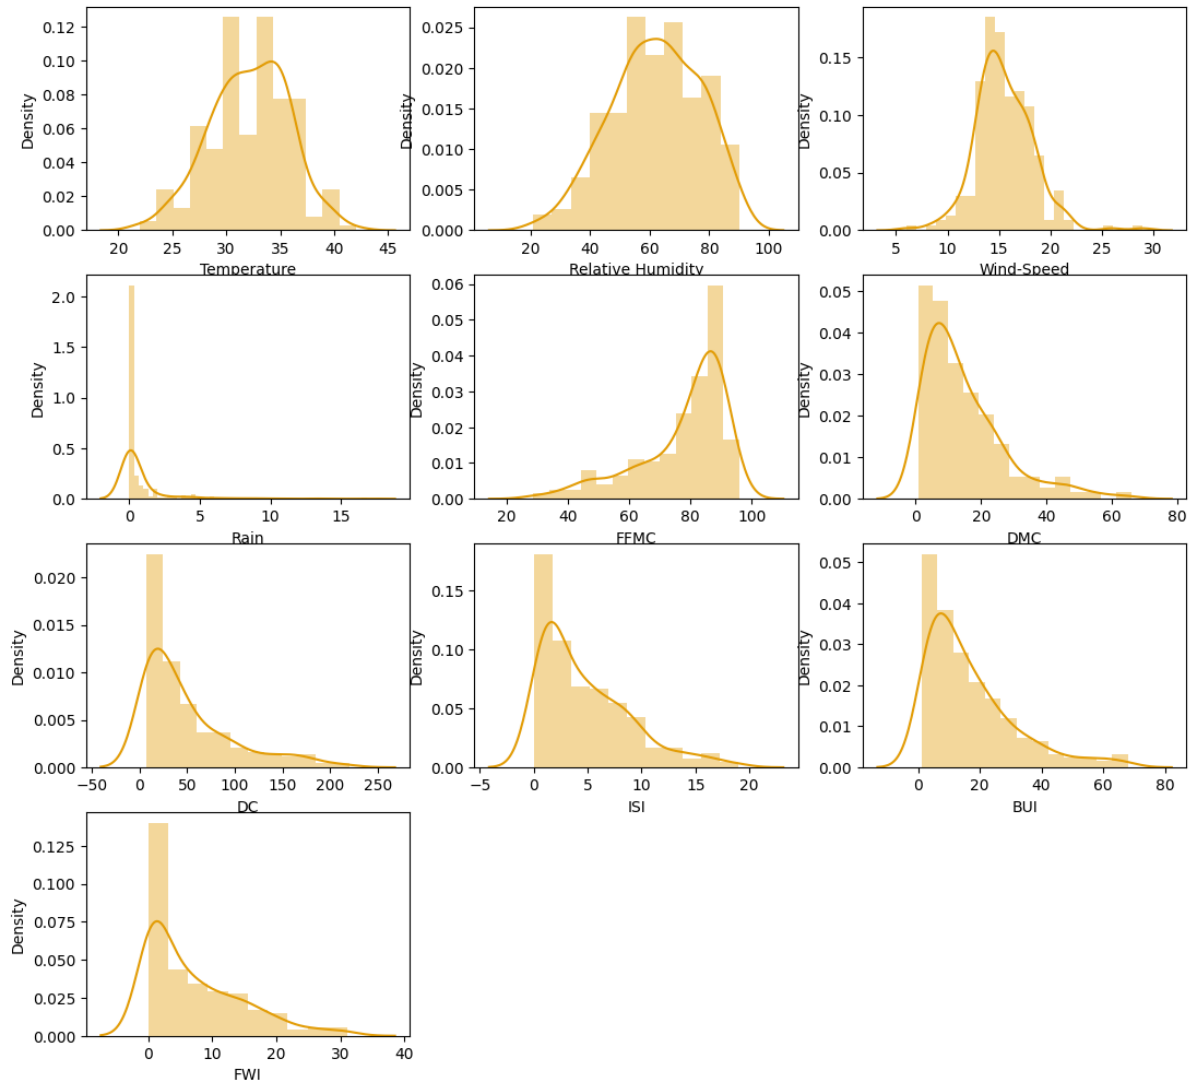 0.12
0.10
0.08
0.06
0.04
0.02
0.00
Density
20 25 30 35 40 45
Temperature
0.025
0.020
0.015
0.010
0.005
0.000
Density
20 40 60 80 100
Relative Humidity
0.15
0.10
0.05
0.00
Density
5 10 15 20 25 30
Wind-Speed
2.0
1.5
1.0
0.5
0.0
Density
0 5 10 15
Rain
0.06
0.05
0.04
0.03
0.02
0.01
0.00
Density
20 40 60 80 100
FFMC
0.05
0.04
0.03
0.02
0.01
0.00
Density
0 20 40 60 80
DMC
0.020
0.015
0.010
0.005
0.000
Density
−50 0 50 100 150 200 250
DC
0.15
0.10
0.05
0.00
Density
−5 0 5 10 15 20
ISI
0.05
0.04
0.03
0.02
0.01
0.00
Density
0 20 40 60 80
BUI
0.125
0.100
0.075
0.050
0.025
0.000
Density
0 10 20 30 40
FWI